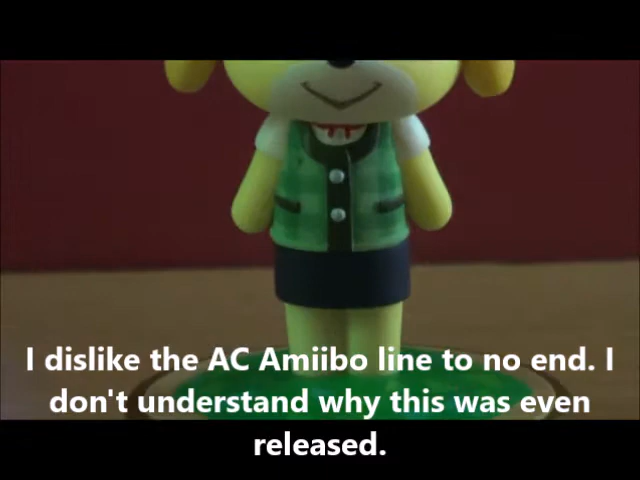 I dislike the AC Amiibo line to no end. I
don't understand why this was even
released.